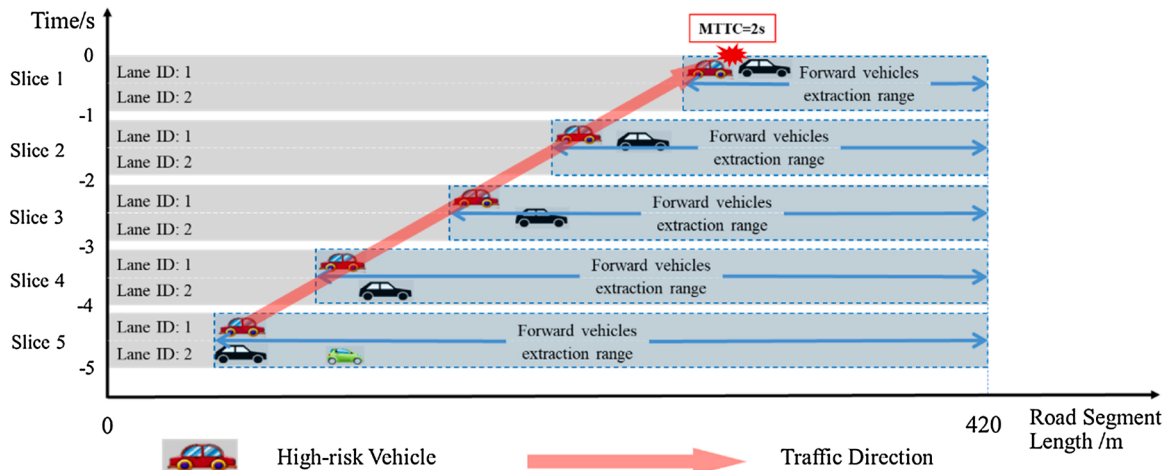 Time/s
MTTC=2s
0
Slice 1
Lane ID: 1
Lane ID: 2
Forward vehicles
extraction range
-1
Slice 2
Lane ID: 1
Lane ID: 2
Forward vehicles
extraction range
-2
Slice 3
Lane ID: 1
Lane ID: 2
Forward vehicles
extraction range
-3
Slice 4
Lane ID: 1
Lane ID: 2
Forward vehicles
extraction range
-4
Slice 5
Lane ID: 1
Lane ID: 2
Forward vehicles
extraction range
-5
0
420
Road Segment
Length /m
High-risk Vehicle
Traffic Direction